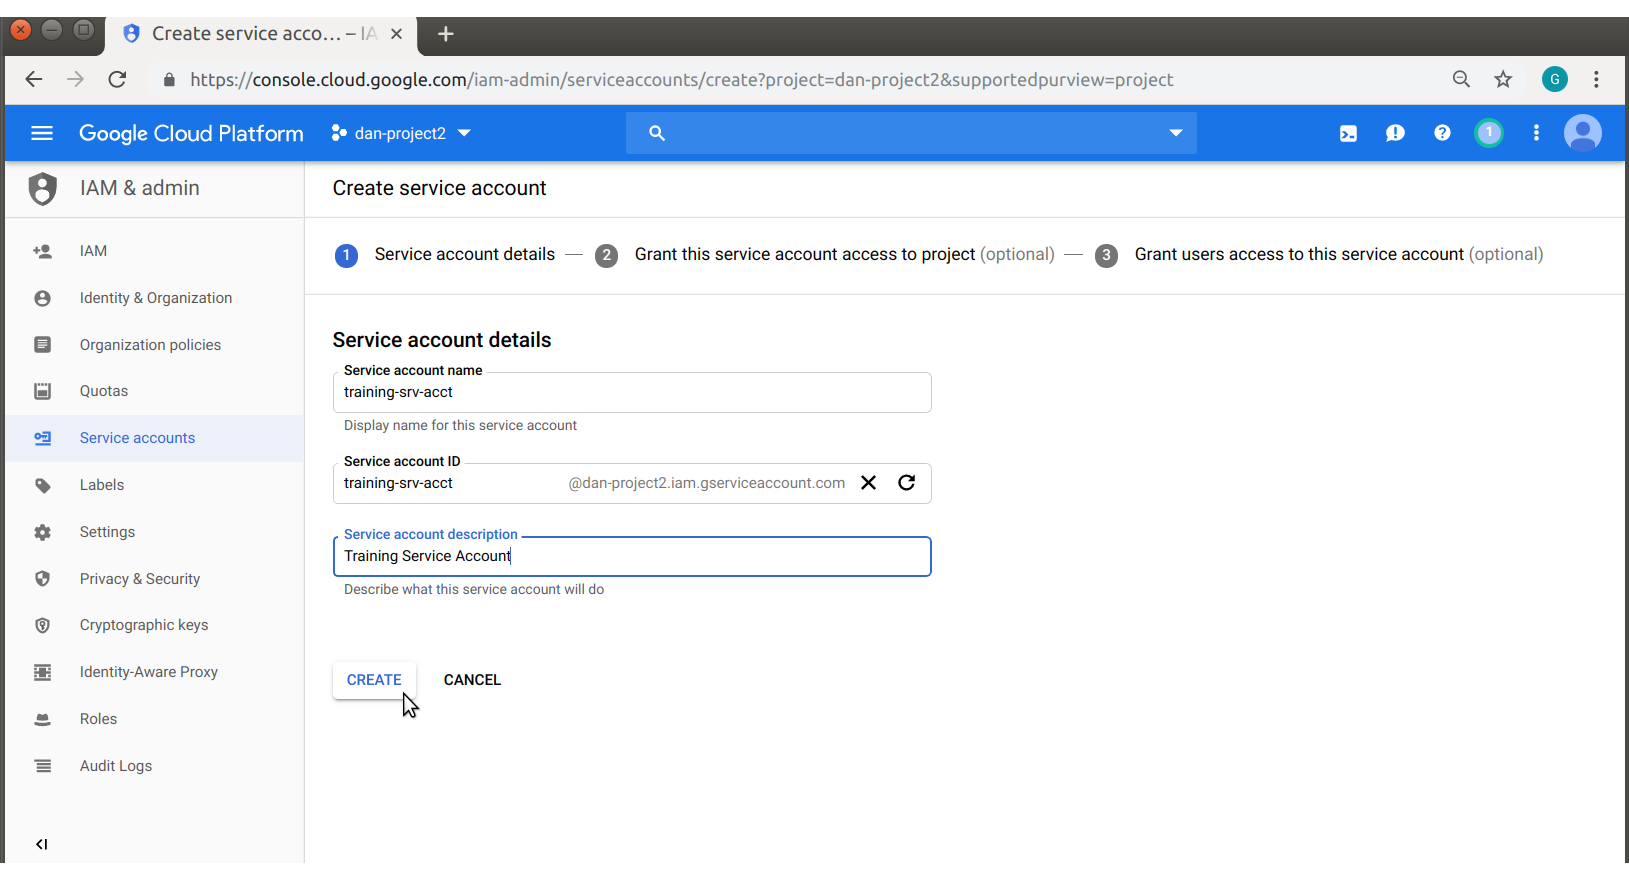 Create service acco... – IA
https://console.cloud.google.com/iam-admin/serviceaccounts/create?project=dan-project2&supportedpurview=project
G
Google Cloud Platform
dan-project2
1
IAM & admin
Create service account
1 Service account details — 2 Grant this service account access to project (optional) — 3 Grant users access to this service account (optional)
IAM
Identity & Organization
Organization policies
Quotas
Service accounts
Labels
Settings
Privacy & Security
Cryptographic keys
Identity-Aware Proxy
Roles
Audit Logs
Service account details
Service account name
training-srv-acct
Display name for this service account
Service account ID
training-srv-acct @dan-project2.iam.gserviceaccount.com
Service account description
Training Service Account
Describe what this service account will do
CREATE CANCEL